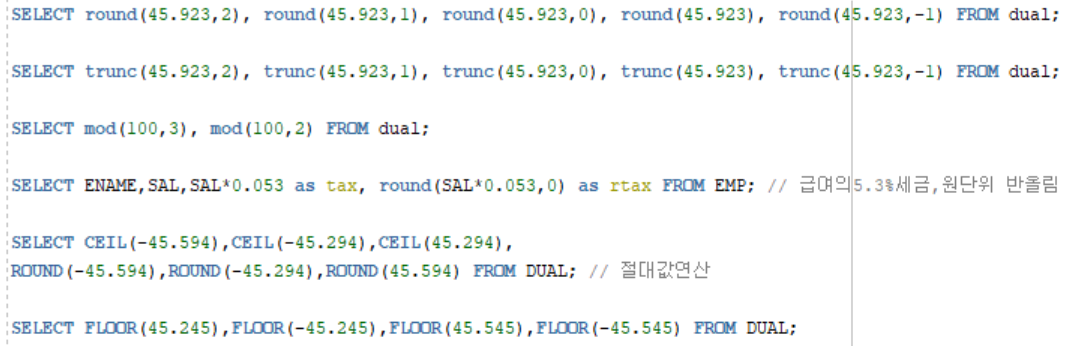 SELECT round(45.923,2), round(45.923,1), round(45.923,0), round(45.923), round(45.923,-1) FROM dual;
SELECT trunc(45.923,2), trunc(45.923,1), trunc(45.923,0), trunc(45.923), trunc(45.923,-1) FROM dual;
SELECT mod(100,3), mod(100,2) FROM dual;
SELECT ENAME,SAL,SAL*0.053 as tax, round(SAL*0.053,0) as rtax FROM EMP; // 급여의5.3%세금,원단위 반올림
SELECT CEIL(-45.594),CEIL(-45.294),CEIL(45.294),
ROUND(-45.594),ROUND(-45.294),ROUND(45.594) FROM DUAL; // 절대값연산
SELECT FLOOR(45.245),FLOOR(-45.245),FLOOR(45.545),FLOOR(-45.545) FROM DUAL;